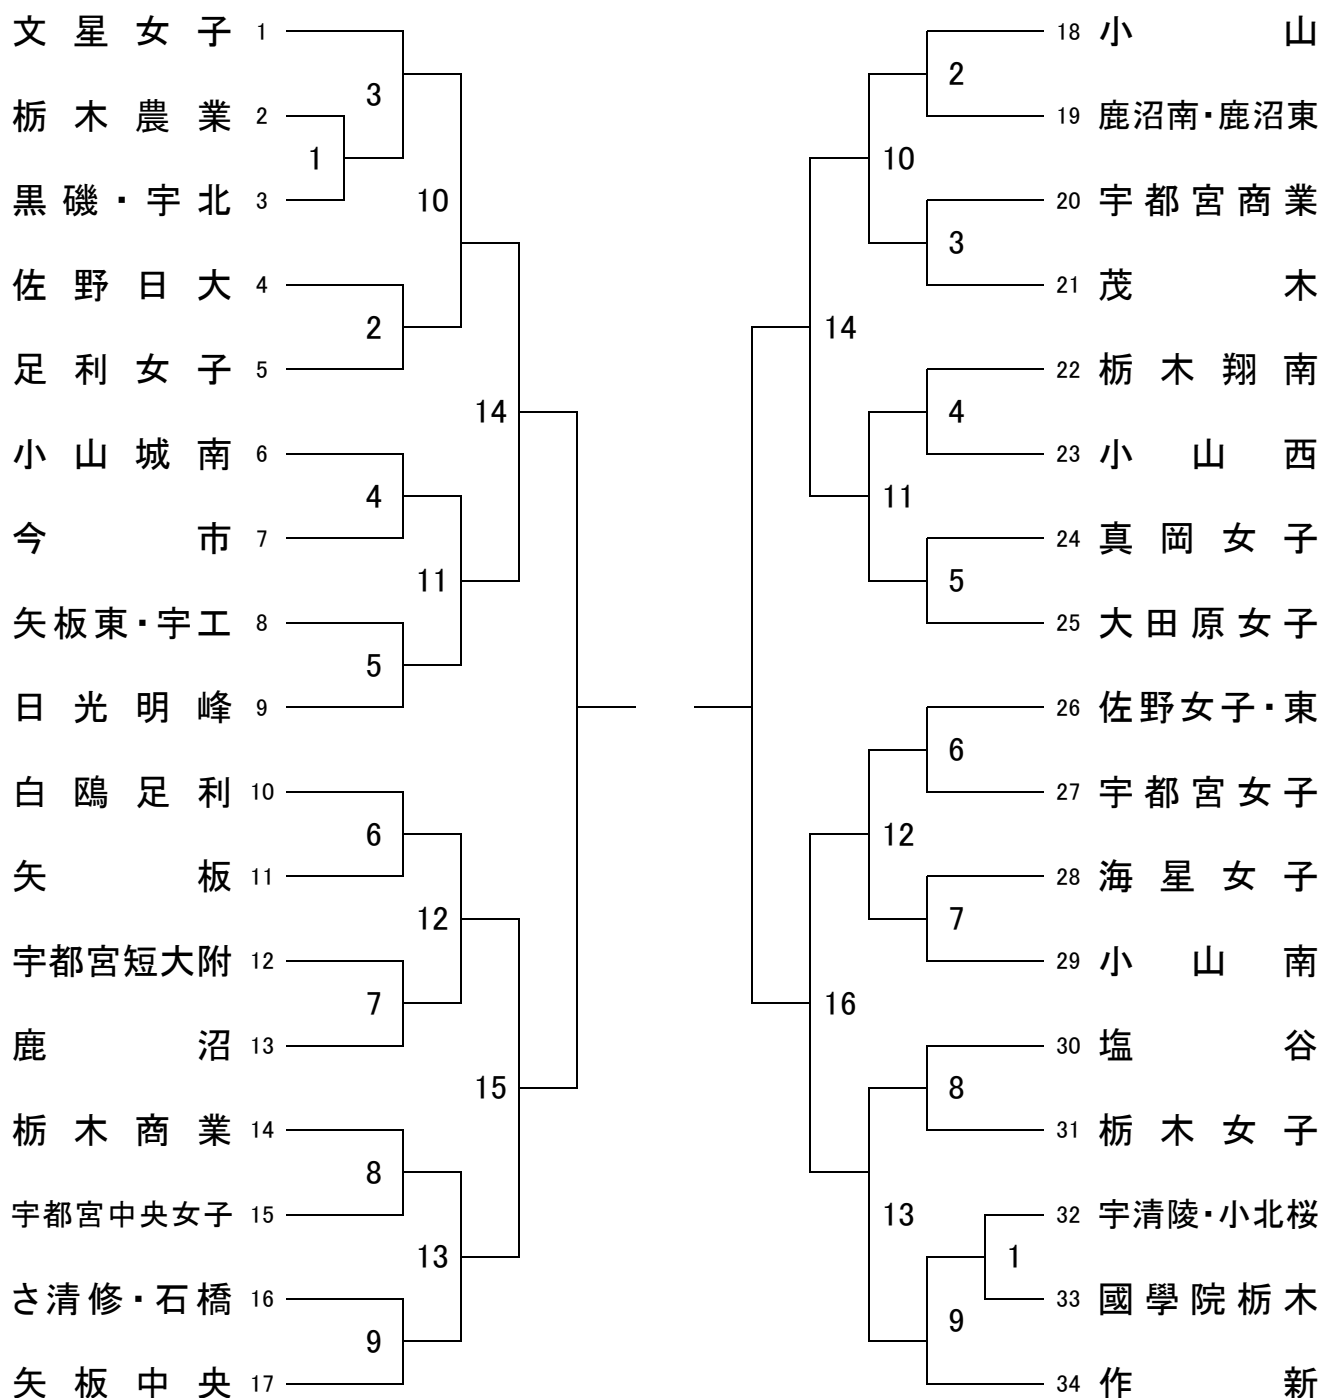 文星女子 1
栃木農業 2
黒磯・宇北 3
佐野日大 4
足利女子 5
小山城南 6
今市 7
矢板東・宇工 8
日光明峰 9
白鴎足利 10
矢板 11
宇都宮短大附 12
鹿沼 13
栃木商業 14
宇都宮中央女子 15
さ清修・石橋 16
矢板中央 17
3
1
10
2
14
4
11
5
6
12
7
15
8
13
9
18 小山
19 鹿沼南・鹿沼東
20 宇都宮商業
21 茂木
22 栃木翔南
23 小山西
24 真岡女子
25 大田原女子
26 佐野女子・東
27 宇都宮女子
28 海星女子
29 小山南
30 塩谷
31 栃木女子
32 宇清陵・小北桜
33 國學院栃木
34 作新
2
10
3
14
4
11
5
6
12
7
16
8
13
1
9